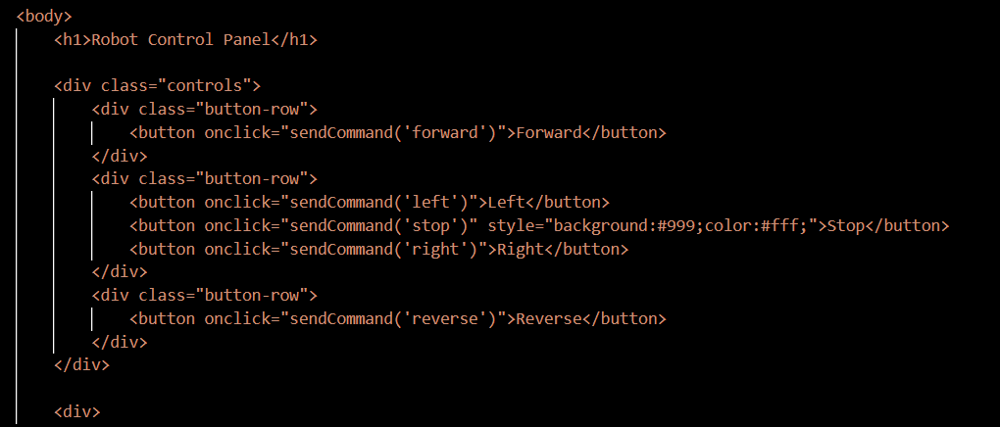 <body>
<h1>Robot Control Panel</h1>
<div class="controls">
<div class="button-row">
<button onclick="sendCommand('forward')">Forward</button>
</div>
<div class="button-row">
<button onclick="sendCommand('left')">Left</button>
<button onclick="sendCommand('stop')" style="background:#999;color:#fff;">Stop</button>
<button onclick="sendCommand('right')">Right</button>
</div>
<div class="button-row">
<button onclick="sendCommand('reverse')">Reverse</button>
</div>
</div>
<div>